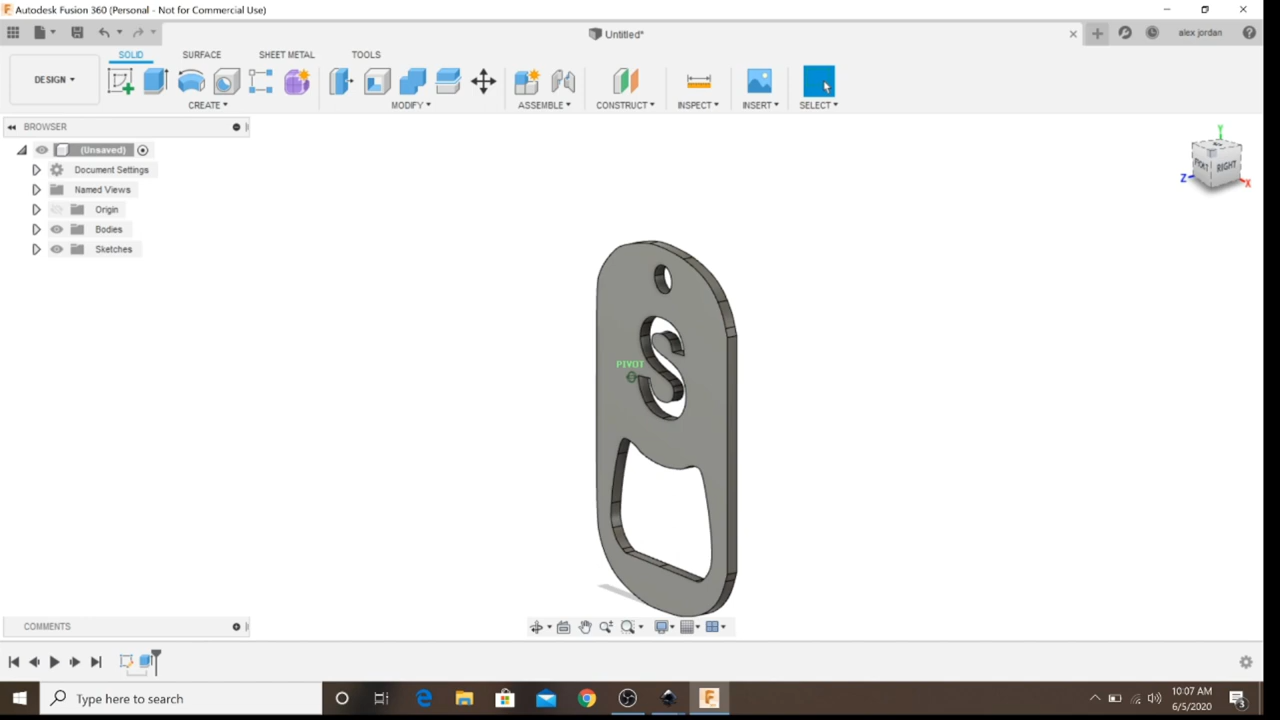 Autodesk Fusion 360 (Personal - Not for Commercial Use)
Untitled*
alex jordan
SOLID SURFACE SHEET METAL TOOLS
DESIGN
CREATE MODIFY ASSEMBLE CONSTRUCT INSPECT INSERT SELECT
BROWSER
(Unsaved)
Document Settings
Named Views
Origin
Bodies
Sketches
Y
RIGHT
Z
X
S
PIVOT
COMMENTS
Type here to search
10:07 AM
6/5/2020
3